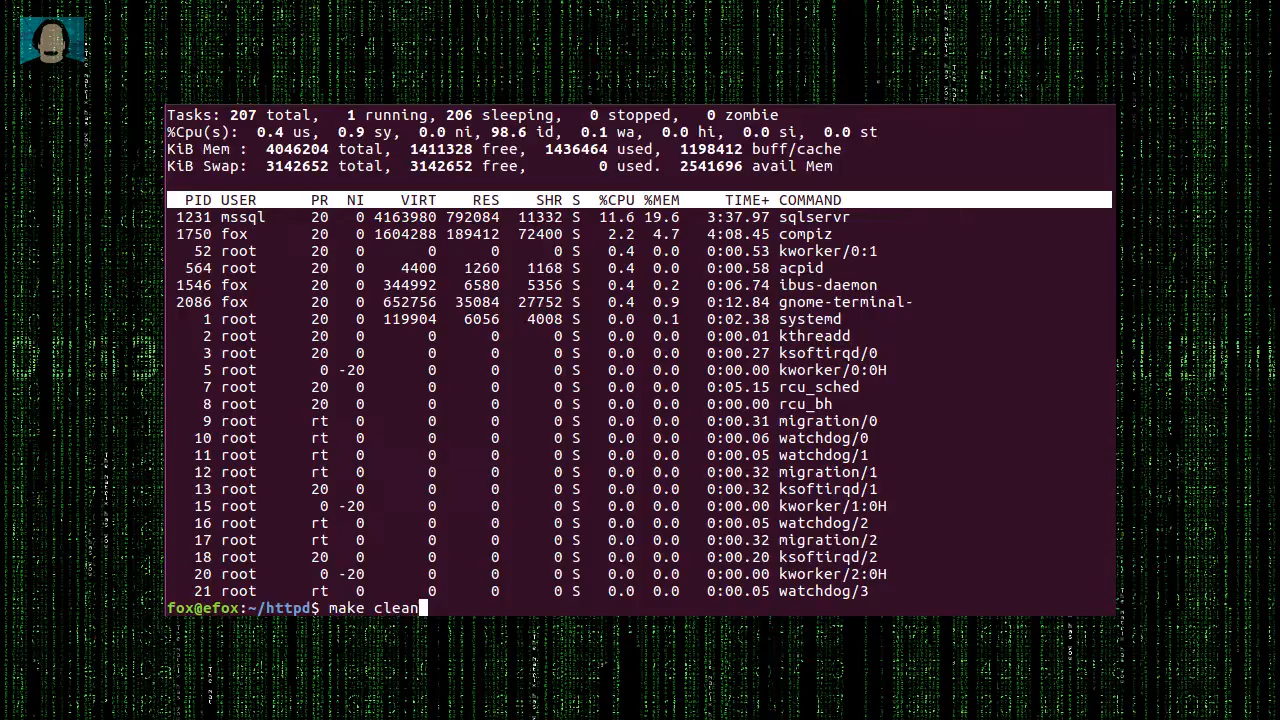 Tasks: 207 total,   1 running, 206 sleeping,   0 stopped,   0 zombie
%Cpu(s):  0.4 us,  0.9 sy,  0.0 ni, 98.6 id,  0.1 wa,  0.0 hi,  0.0 si,  0.0 st
KiB Mem :  4046204 total,  1411328 free,  1436464 used,  1198412 buff/cache
KiB Swap:  3142652 total,  3142652 free,        0 used.  2541696 avail Mem
PID USER      PR  NI    VIRT    RES    SHR S  %CPU %MEM     TIME+ COMMAND
1231 mssql     20   0 4163980 792084  11332 S  11.6 19.6   3:37.97 sqlservr
1750 fox       20   0 1604288 189412  72400 S   2.2  4.7   4:08.45 compiz
52 root      20   0       0      0      0 S   0.4  0.0   0:00.53 kworker/0:1
564 root      20   0    4400   1260   1168 S   0.4  0.0   0:00.58 acpid
1546 fox       20   0  344992   6580   5356 S   0.4  0.2   0:06.74 ibus-daemon
2086 fox       20   0  652756  35084  27752 S   0.4  0.9   0:12.84 gnome-terminal-
1 root      20   0  119904   6056   4008 S   0.0  0.1   0:02.38 systemd
2 root      20   0       0      0      0 S   0.0  0.0   0:00.01 kthreadd
3 root      20   0       0      0      0 S   0.0  0.0   0:00.27 ksoftirqd/0
5 root       0 -20       0      0      0 S   0.0  0.0   0:00.00 kworker/0:0H
7 root      20   0       0      0      0 S   0.0  0.0   0:05.15 rcu_sched
8 root      20   0       0      0      0 S   0.0  0.0   0:00.00 rcu_bh
9 root      rt   0       0      0      0 S   0.0  0.0   0:00.31 migration/0
10 root      rt   0       0      0      0 S   0.0  0.0   0:00.06 watchdog/0
11 root      rt   0       0      0      0 S   0.0  0.0   0:00.05 watchdog/1
12 root      rt   0       0      0      0 S   0.0  0.0   0:00.32 migration/1
13 root      20   0       0      0      0 S   0.0  0.0   0:00.32 ksoftirqd/1
15 root       0 -20       0      0      0 S   0.0  0.0   0:00.00 kworker/1:0H
16 root      rt   0       0      0      0 S   0.0  0.0   0:00.05 watchdog/2
17 root      rt   0       0      0      0 S   0.0  0.0   0:00.32 migration/2
18 root      20   0       0      0      0 S   0.0  0.0   0:00.20 ksoftirqd/2
20 root       0 -20       0      0      0 S   0.0  0.0   0:00.00 kworker/2:0H
21 root      rt   0       0      0      0 S   0.0  0.0   0:00.05 watchdog/3
fox@efox:~/httpd$ make clean